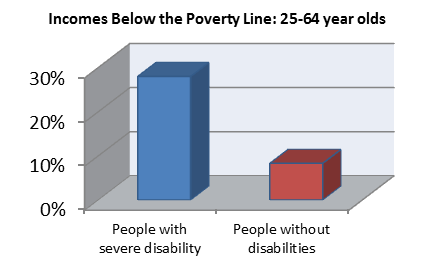 Incomes Below the Poverty Line: 25-64 year olds
30%
20%
10%
0%
People with
severe disability
People without
disabilities